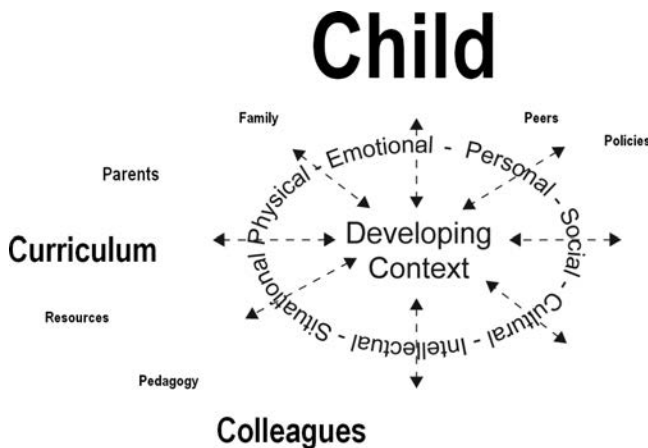 Child
Family
Peers
Policies
Parents
Physical - Emotional - Personal - Social - Cultural - Intellectual - Situational
Developing
Context
Curriculum
Resources
Pedagogy
Colleagues